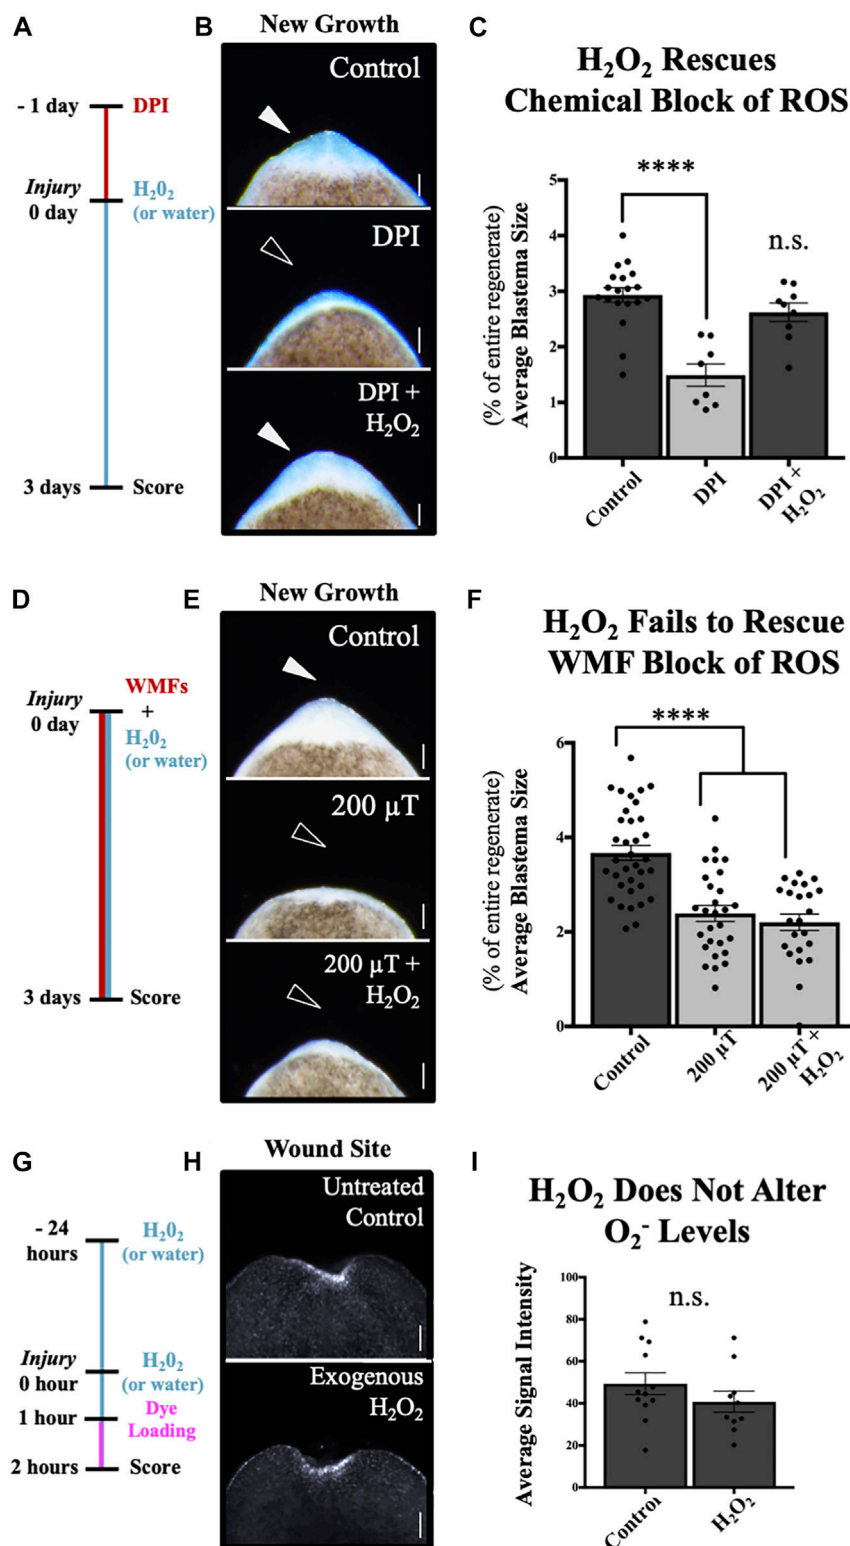 A
- 1 day
DPI
Injury
0 day
H₂0₂
(or water)
3 days
Score
B
New Growth
Control
DPI
DPI +
H₂O₂
C
H₂O₂ Rescues
Chemical Block of ROS
****
n.s.
(% of entire regenerate)
Average Blastema Size
5
4
3
2
1
0
Control
DPI
DPI +
H₂O₂
D
Injury
0 day
WMFs
+
H₂0₂
(or water)
3 days
Score
E
New Growth
Control
200 µT
200 µT +
H₂O₂
F
H₂O₂ Fails to Rescue
WMF Block of ROS
****
(% of entire regenerate)
Average Blastema Size
6
4
2
0
Control
200 µT
200 µT +
H₂O₂
G
- 24
hours
H₂0₂
(or water)
Injury
0 hour
H₂0₂
(or water)
1 hour
Dye
Loading
2 hours
Score
H
Wound Site
Untreated
Control
Exogenous
H₂O₂
I
H₂O₂ Does Not Alter
O₂⁻ Levels
n.s.
Average Signal Intensity
100
80
60
40
20
0
Control
H₂O₂